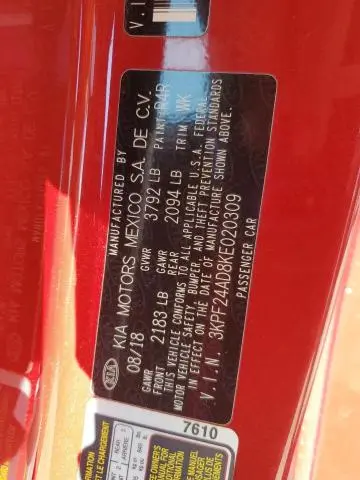 V.I.
MANUFACTURED BY
KIA MOTORS MEXICO S.A. DE C.V.
08/18 GVWR 3792 LB PAINT R4R
GAWR FRONT 2183 LB GAWR REAR 2094 LB TRIM WK
THIS VEHICLE CONFORMS TO ALL APPLICABLE U.S.A. FEDERAL
MOTOR VEHICLE SAFETY, BUMPER, AND THEFT PREVENTION STANDARDS
IN EFFECT ON THE DATE OF MANUFACTURE SHOWN ABOVE.
V.I.N. 3KPF24AD8KE020309
PASSENGER CAR
KIA
7610